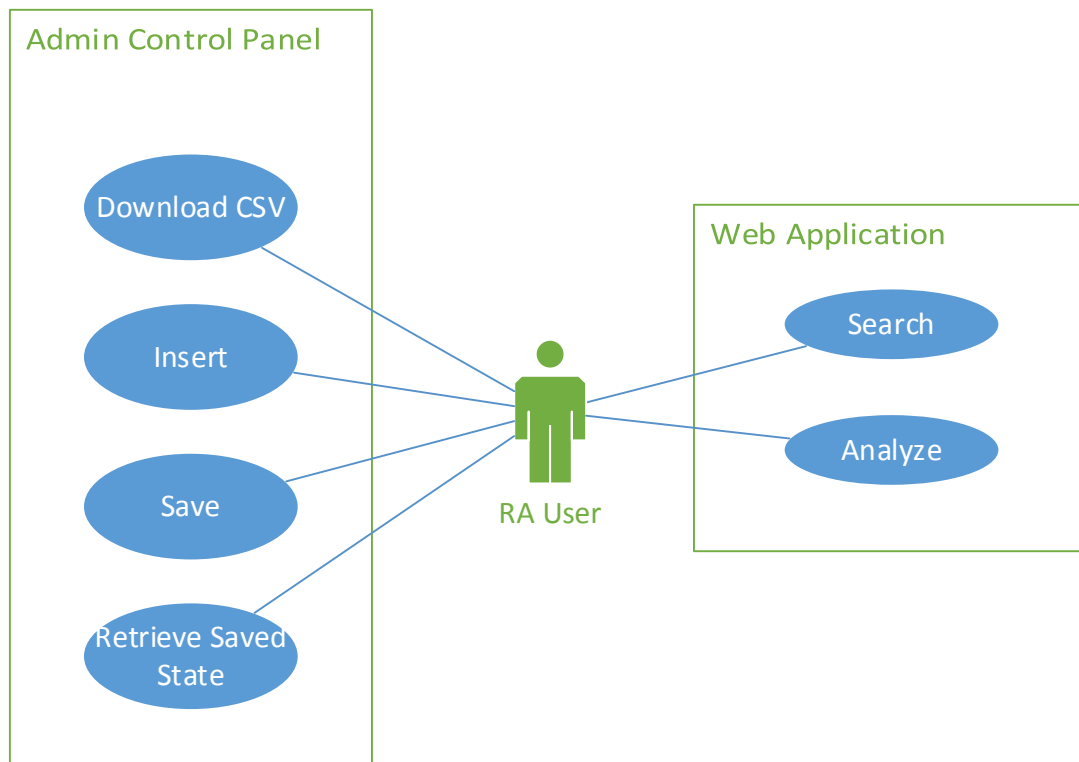 Admin Control Panel
Download CSV
Insert
Save
Retrieve Saved
State
RA User
Web Application
Search
Analyze